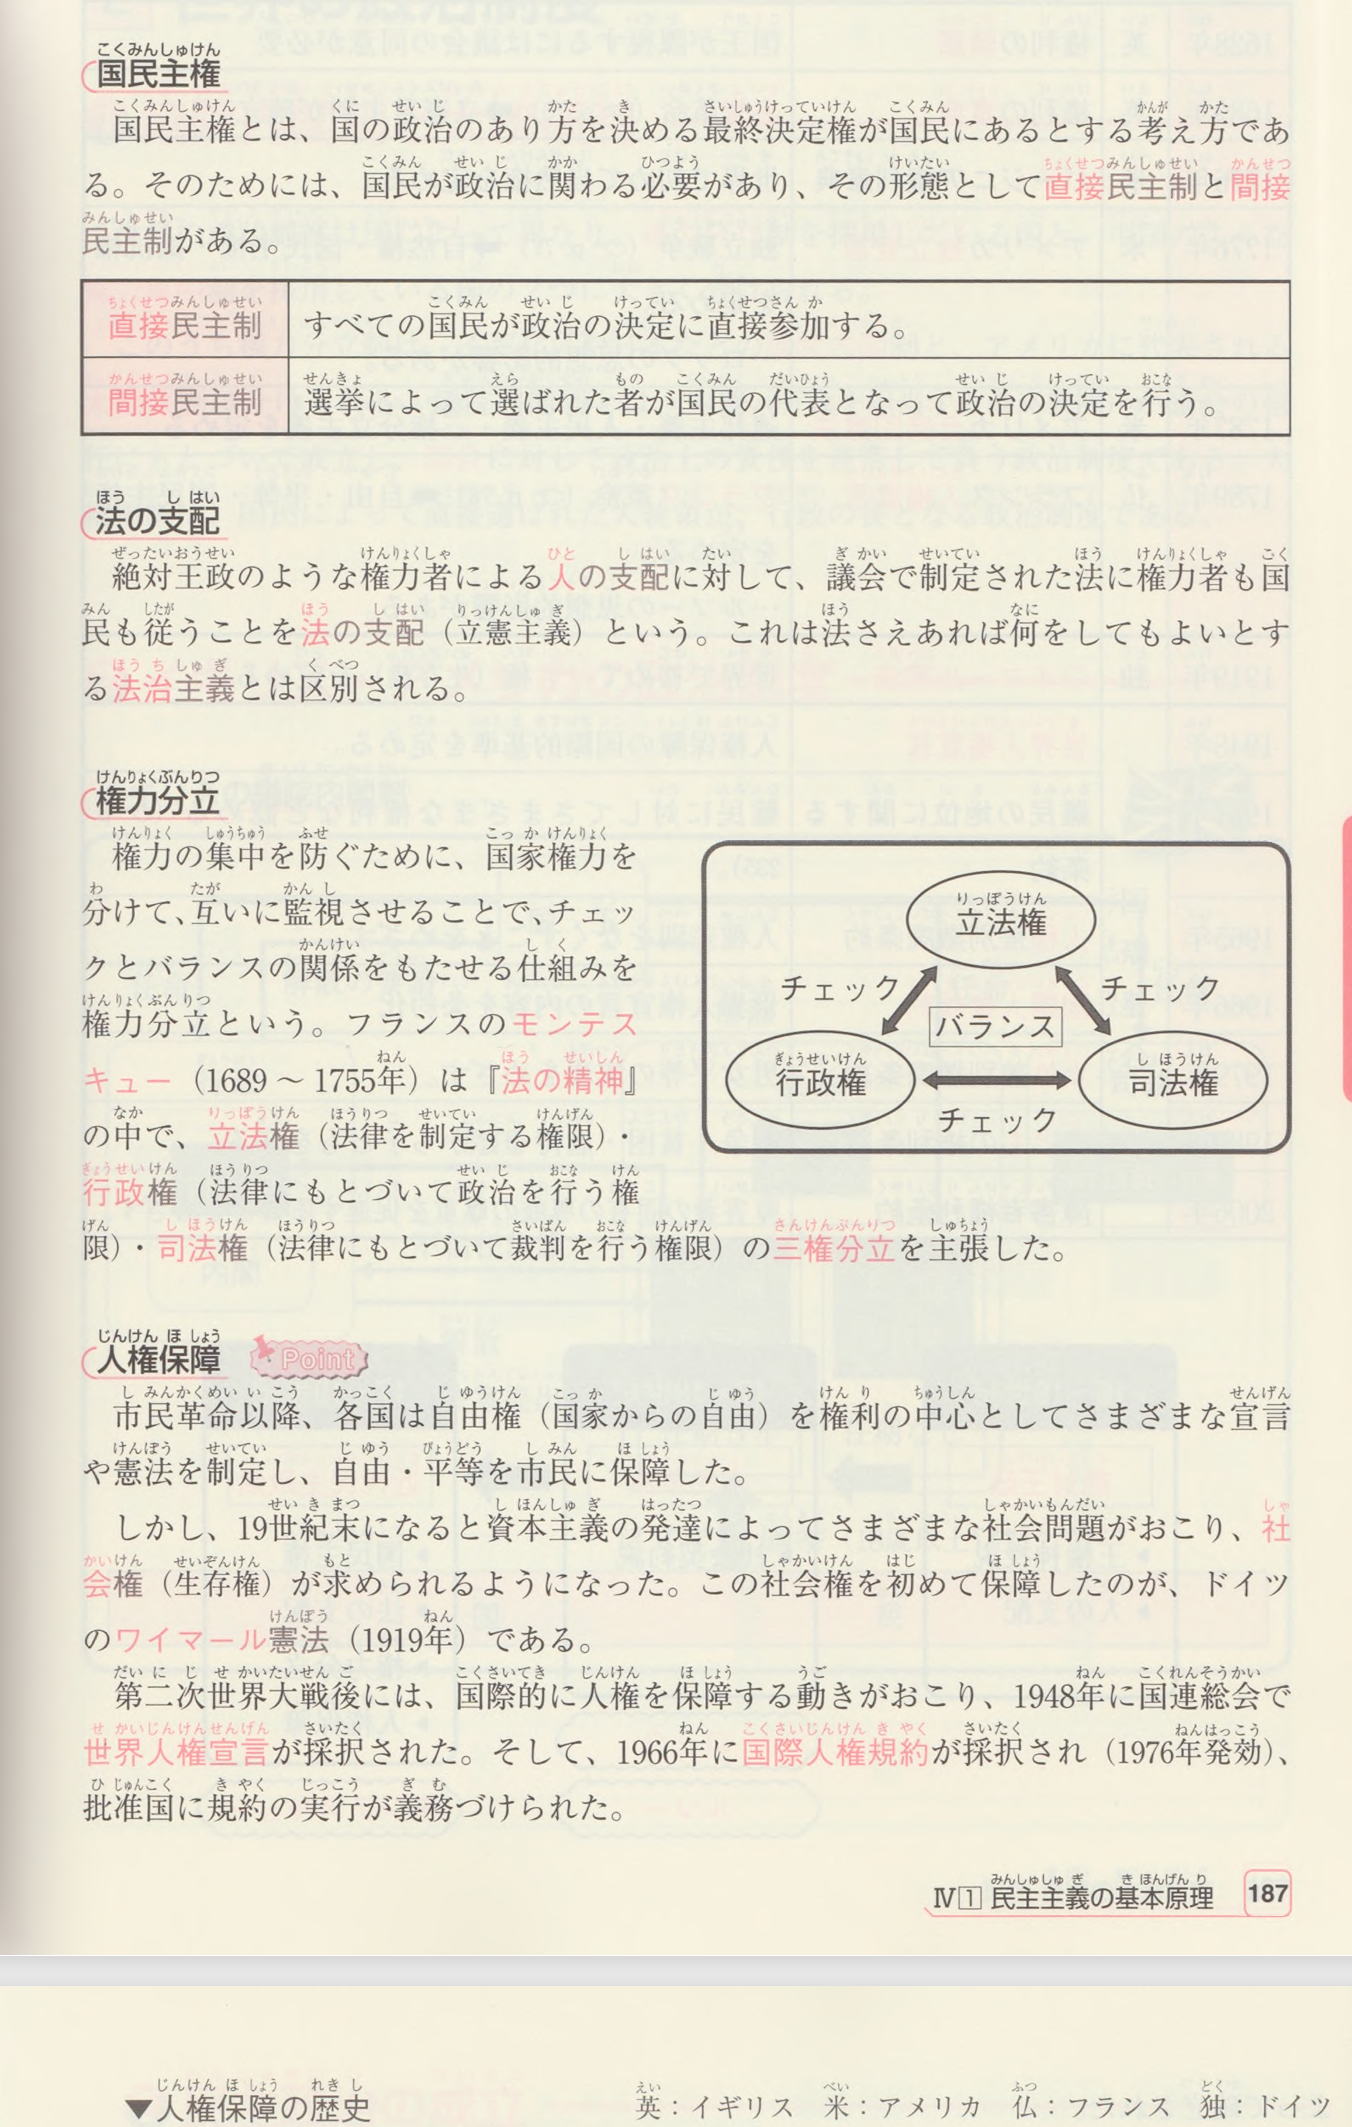 国民主権
国民主権とは、国の政治のあり方を決める最終決定権が国民にあるとする考え方であ
る。そのためには、国民が政治に関わる必要があり、その形態として直接民主制と間接
民主制がある。
直接民主制 すべての国民が政治の決定に直接参加する。
間接民主制 選挙によって選ばれた者が国民の代表となって政治の決定を行う。
法の支配
絶対王政のような権力者による人の支配に対して、議会で制定された法に権力者も国
民も従うことを法の支配（立憲主義）という。これは法さえあれば何をしてもよいとす
る法治主義とは区別される。
権力分立
権力の集中を防ぐために、国家権力を
分けて、互いに監視させることで、チェッ
クとバランスの関係をもたせる仕組みを
権力分立という。フランスのモンテス
キュー（1689～1755年）は『法の精神』
の中で、立法権（法律を制定する権限）・
行政権（法律にもとづいて政治を行う権
限）・司法権（法律にもとづいて裁判を行う権限）の三権分立を主張した。
立法権
チェック チェック
バランス
行政権 司法権
チェック
人権保障 Point
市民革命以降、各国は自由権（国家からの自由）を権利の中心としてさまざまな宣言
や憲法を制定し、自由・平等を市民に保障した。
しかし、19世紀末になると資本主義の発達によってさまざまな社会問題がおこり、社
会権（生存権）が求められるようになった。この社会権を初めて保障したのが、ドイツ
のワイマール憲法（1919年）である。
第二次世界大戦後には、国際的に人権を保障する動きがおこり、1948年に国連総会で
世界人権宣言が採択された。そして、1966年に国際人権規約が採択され（1976年発効）、
批准国に規約の実行が義務づけられた。
Ⅳ1 民主主義の基本原理 187
▼人権保障の歴史 英：イギリス 米：アメリカ 仏：フランス 独：ドイツ